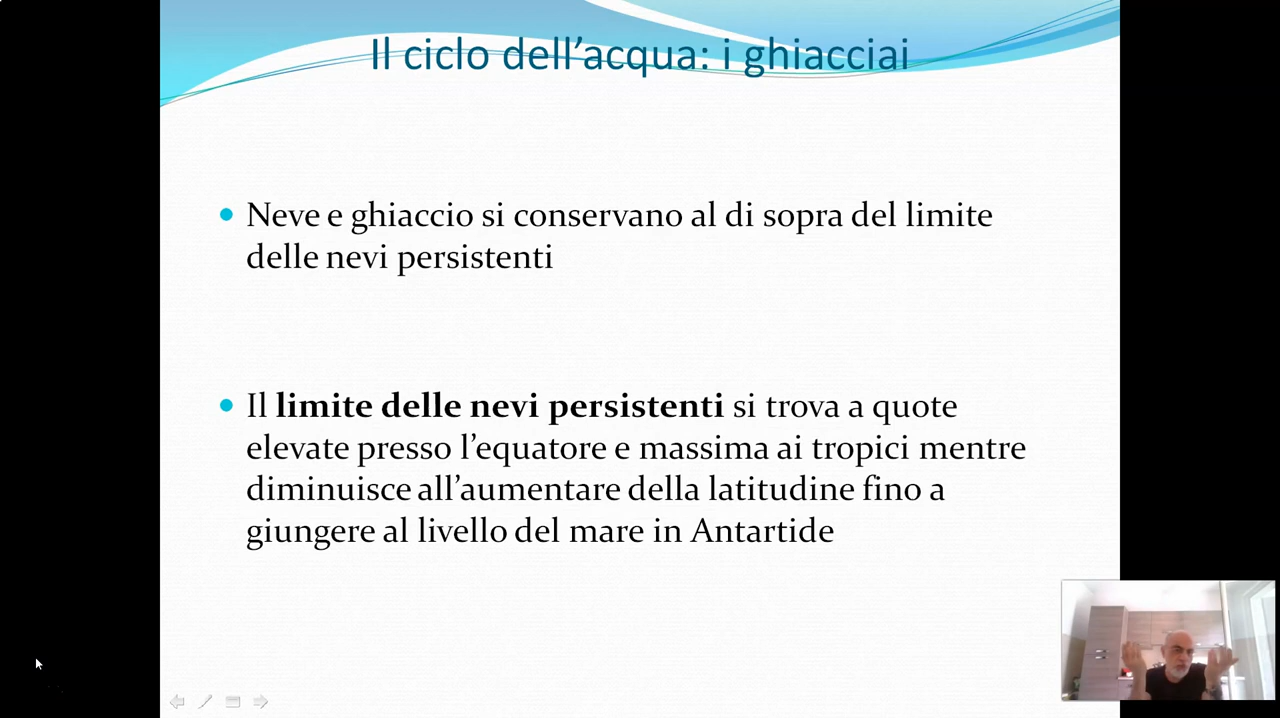 Il ciclo dell’acqua: i ghiacciai
• Neve e ghiaccio si conservano al di sopra del limite
delle nevi persistenti
• Il limite delle nevi persistenti si trova a quote
elevate presso l’equatore e massima ai tropici mentre
diminuisce all’aumentare della latitudine fino a
giungere al livello del mare in Antartide